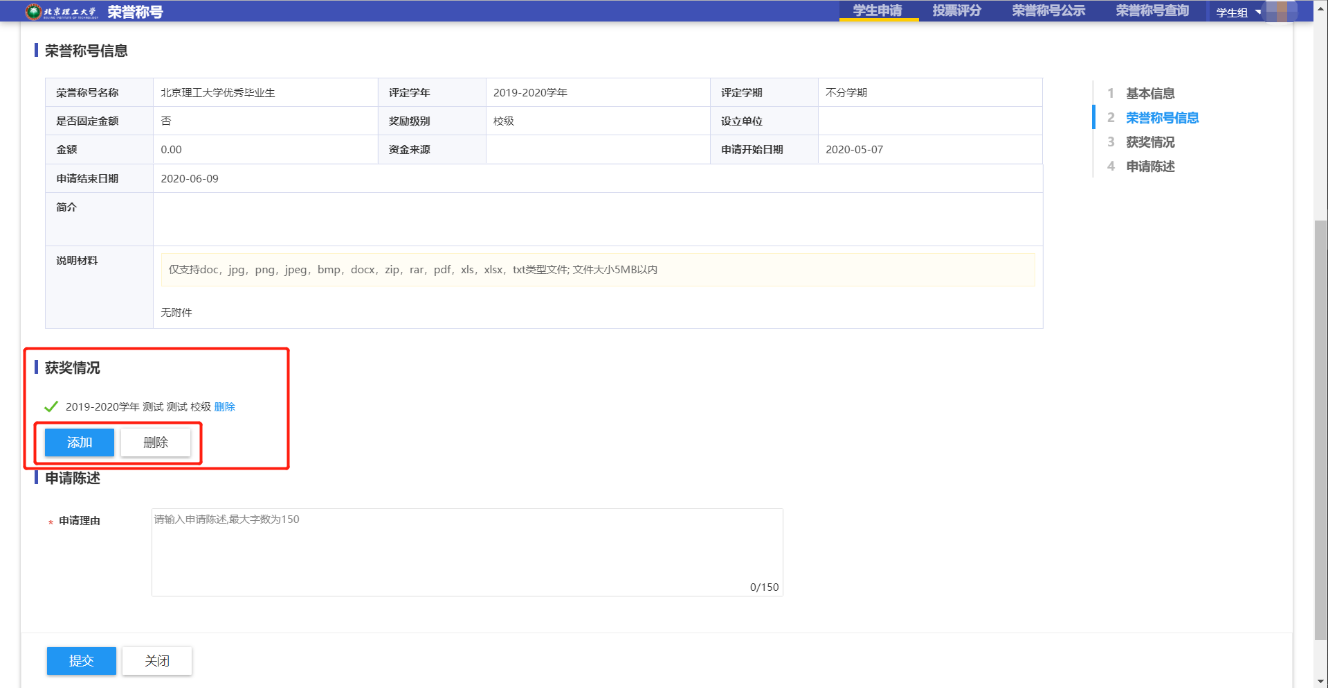 北京理工大学 荣誉称号 学生申请 投票评分 荣誉称号公示 荣誉称号查询 学生组
荣誉称号信息
荣誉称号名称 北京理工大学优秀毕业生 评定学年 2019-2020学年 评定学期 不分学期
是否固定金额 否 奖励级别 校级 设立单位
金额 0.00 资金来源 申请开始日期 2020-05-07
申请结束日期 2020-06-09
简介
说明材料 仅支持doc，jpg，png，jpeg，bmp，docx，zip，rar，pdf，xls，xlsx，txt类型文件; 文件大小5MB以内
无附件
1 基本信息
2 荣誉称号信息
3 获奖情况
4 申请陈述
获奖情况
2019-2020学年 测试 测试 校级 删除
添加 删除
申请陈述
* 申请理由 请输入申请陈述,最大字数为150
0/150
提交 关闭